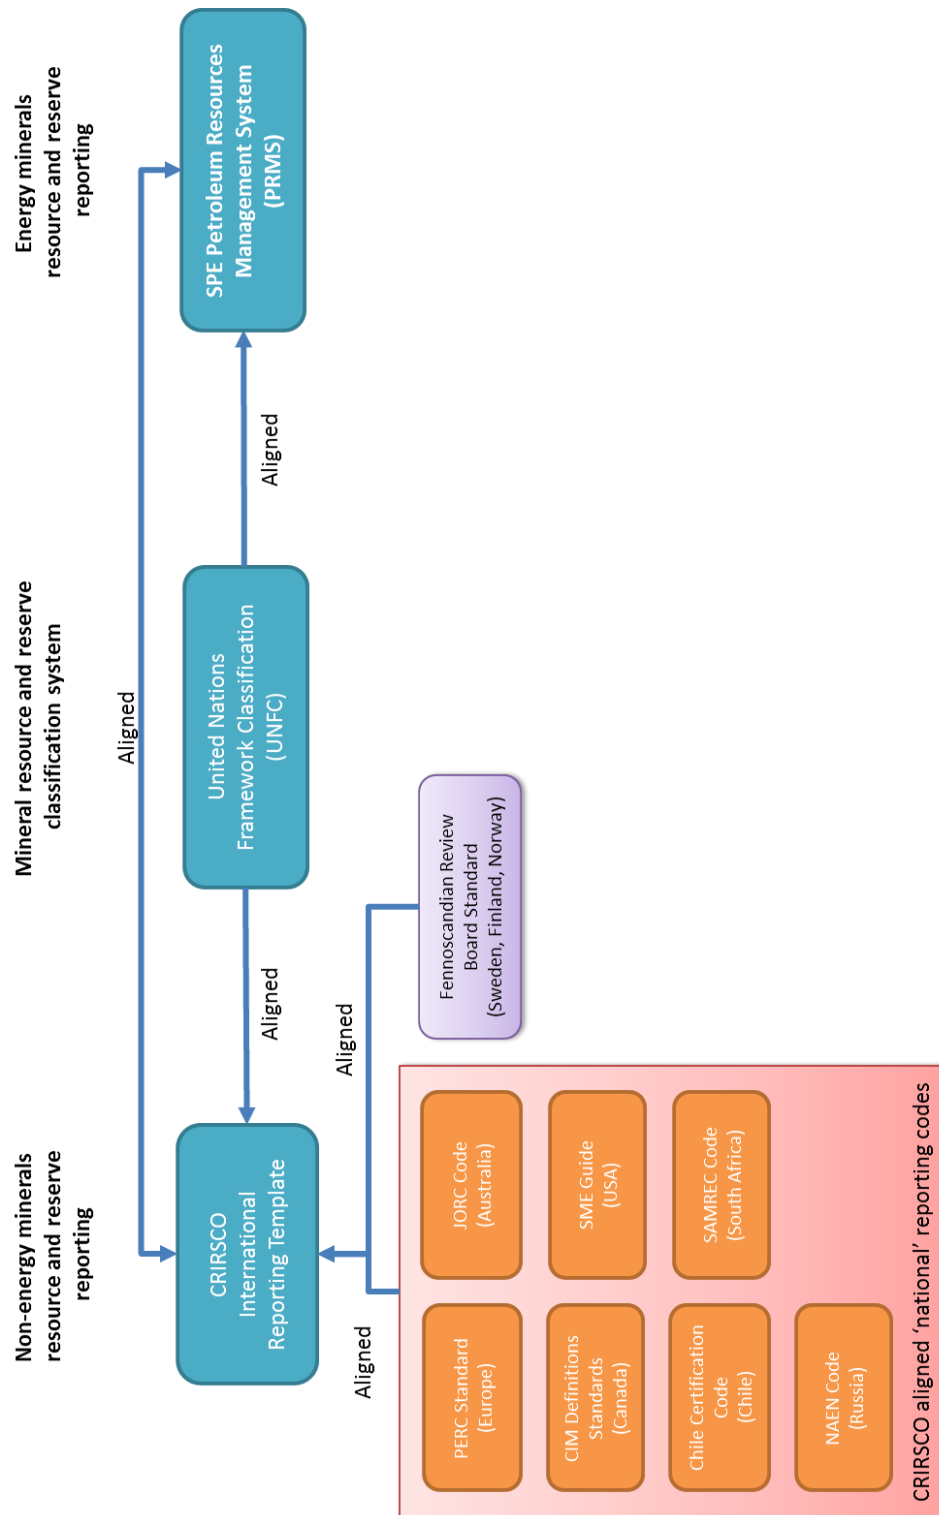 Non-energy minerals
resource and reserve
reporting
Mineral resource and reserve
classification system
Energy minerals
resource and reserve
reporting
Aligned
CRIRSCO
International
Reporting Template
Aligned
United Nations
Framework Classification
(UNFC)
Aligned
SPE Petroleum Resources
Management System
(PRMS)
Aligned
Aligned
PERC Standard
(Europe)
JORC Code
(Australia)
Fennoscandian Review
Board Standard
(Sweden, Finland, Norway)
CIM Definitions
Standards
(Canada)
SME Guide
(USA)
Chile Certification
Code
(Chile)
SAMREC Code
(South Africa)
NAEN Code
(Russia)
CRIRSCO aligned ‘national’ reporting codes